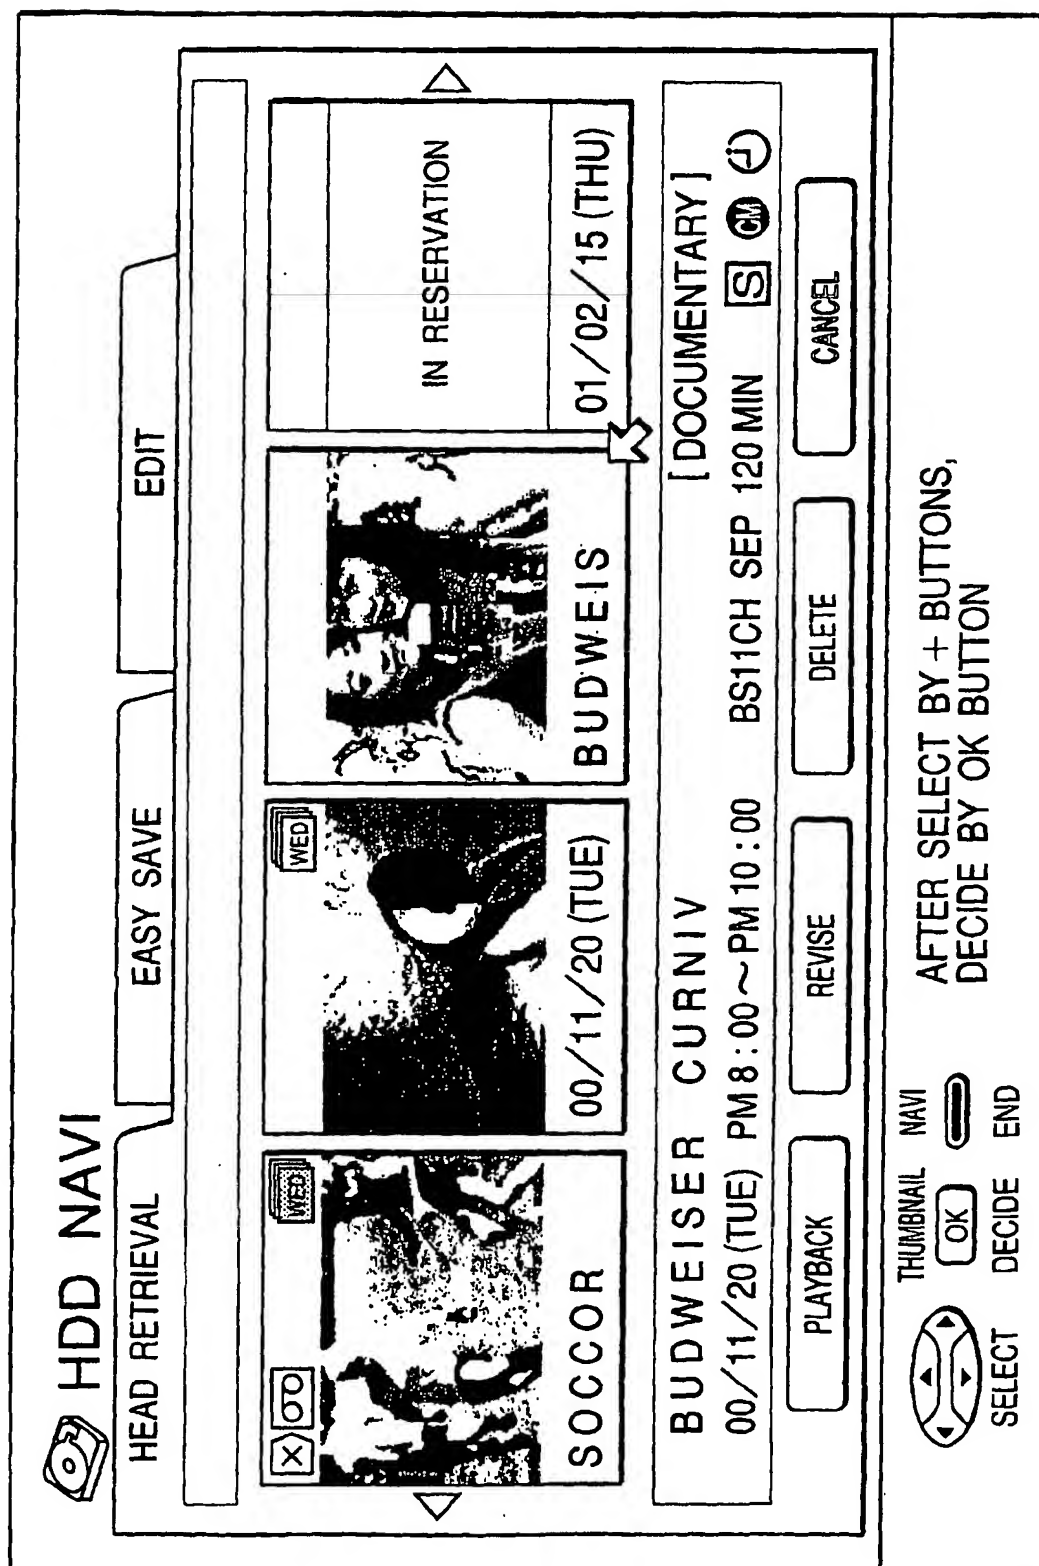 HDD NAVI
HEAD RETRIEVAL
EASY SAVE
EDIT
WED
WED
IN RESERVATION
SOCCOR
00/11/20 (TUE)
BUDWEIS
01/02/15 (THU)
BUDWEISER CURNIV [DOCUMENTARY]
00/11/20 (TUE) PM 8:00~PM 10:00 BS11CH SEP 120 MIN S CM
PLAYBACK
REVISE
DELETE
CANCEL
THUMBNAIL NAVI
OK
SELECT DECIDE END
AFTER SELECT BY + BUTTONS,
DECIDE BY OK BUTTON